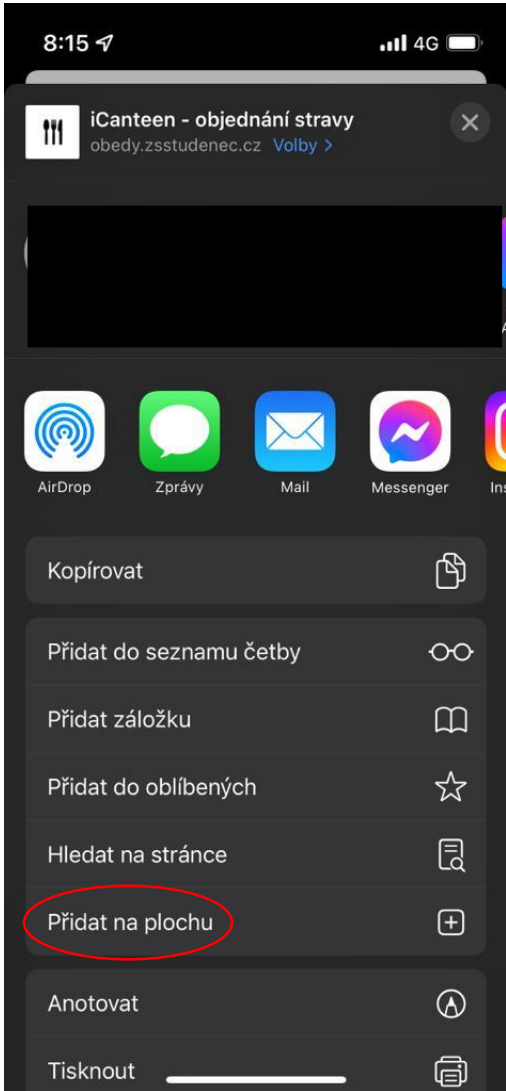 8:15
4G
iCanteen - objednání stravy
obedy.zsstudenec.cz Volby >
AirDrop Zprávy Mail Messenger
Kopírovat
Přidat do seznamu četby
Přidat záložku
Přidat do oblíbených
Hledat na stránce
Přidat na plochu
Anotovat
Tisknout